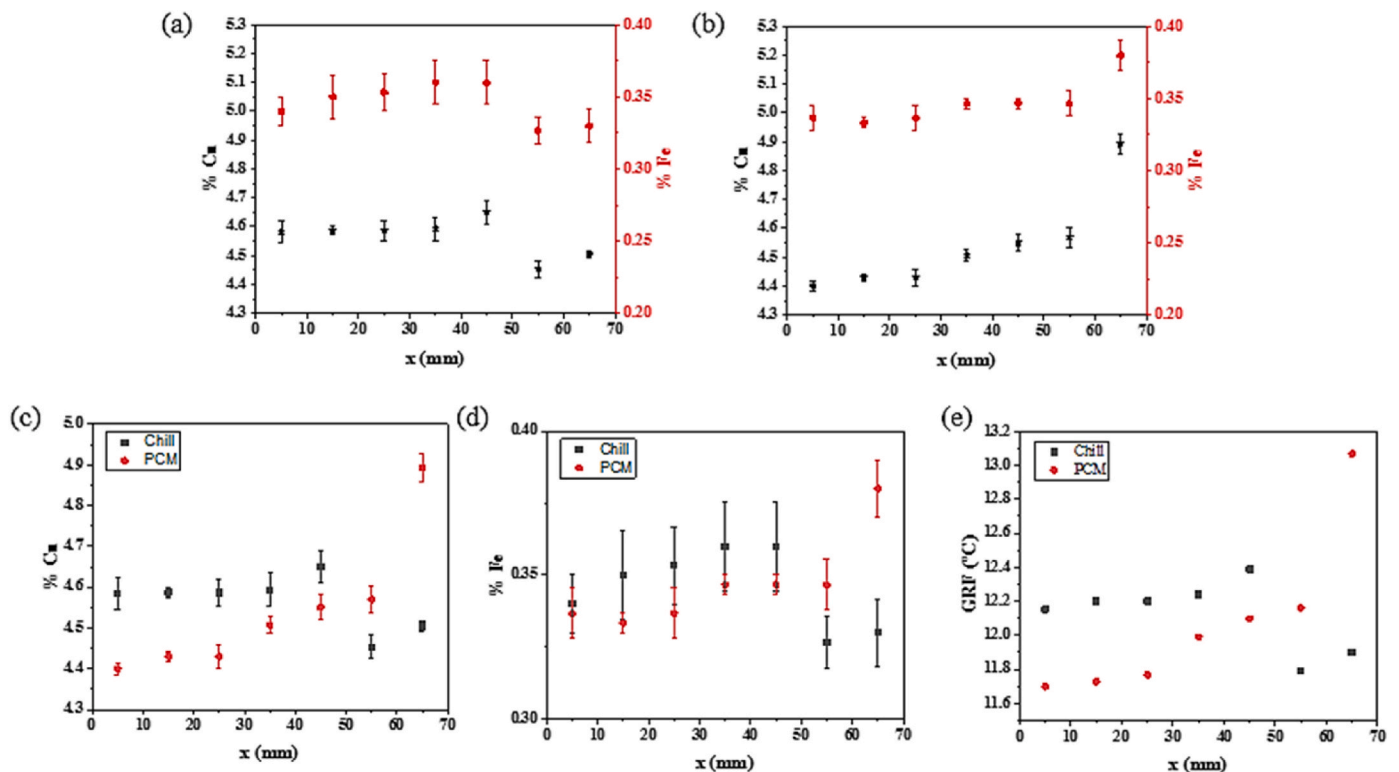 (a)
5.3
5.2
5.1
5.0
4.9
4.8
4.7
4.6
4.5
4.4
4.3
% Cu
0.40
0.35
0.30
0.25
0.20
% Fe
0 10 20 30 40 50 60 70
x (mm)
(b)
5.3
5.2
5.1
5.0
4.9
4.8
4.7
4.6
4.5
4.4
4.3
% Cu
0.40
0.35
0.30
0.25
0.20
% Fe
0 10 20 30 40 50 60 70
x (mm)
(c)
5.0
4.9
4.8
4.7
4.6
4.5
4.4
4.3
% Cu
Chill
PCM
0 10 20 30 40 50 60 70
x (mm)
(d)
0.40
0.35
0.30
% Fe
Chill
PCM
0 10 20 30 40 50 60 70
x (mm)
(e)
13.2
13.0
12.8
12.6
12.4
12.2
12.0
11.8
11.6
GRF (°C)
Chill
PCM
0 10 20 30 40 50 60 70
x (mm)